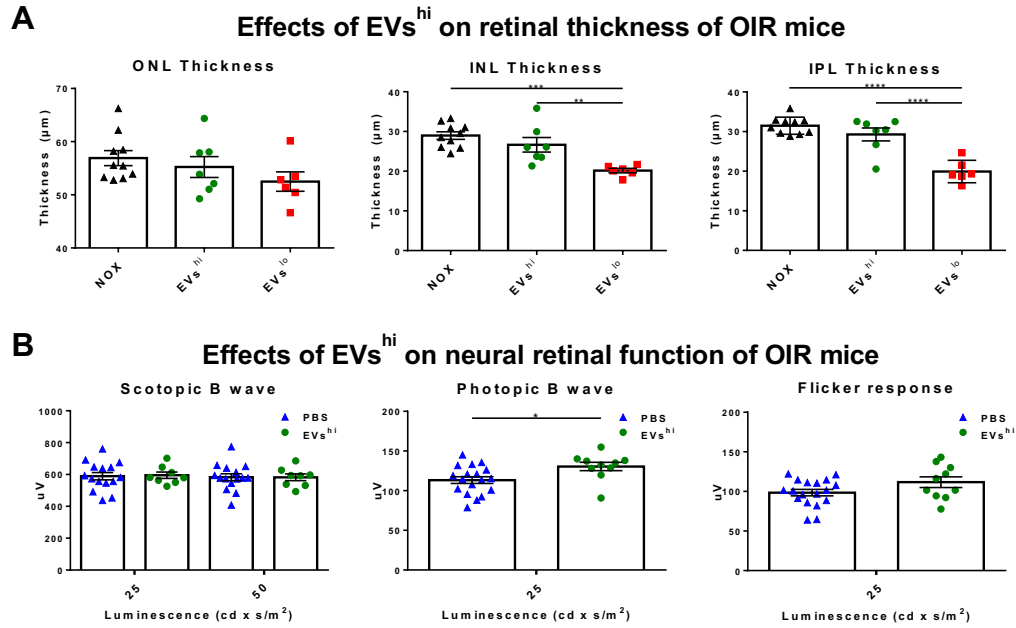 A
Effects of EVs^hi on retinal thickness of OIR mice
ONL Thickness
Thickness (µm)
70
60
50
40
NOX
EVs^hi
EVs^lo
INL Thickness
***
**
Thickness (µm)
40
30
20
10
0
NOX
EVs^hi
EVs^lo
IPL Thickness
****
****
Thickness (µm)
40
30
20
10
0
NOX
EVs^hi
EVs^lo
B
Effects of EVs^hi on neural retinal function of OIR mice
Scotopic B wave
PBS
EVs^hi
uV
1000
800
600
400
200
0
25
50
Luminescence (cd x s/m²)
Photopic B wave
*
PBS
EVs^hi
uV
200
150
100
50
0
25
Luminescence (cd x s/m²)
Flicker response
PBS
EVs^hi
uV
200
150
100
50
0
25
Luminescence (cd x s/m²)